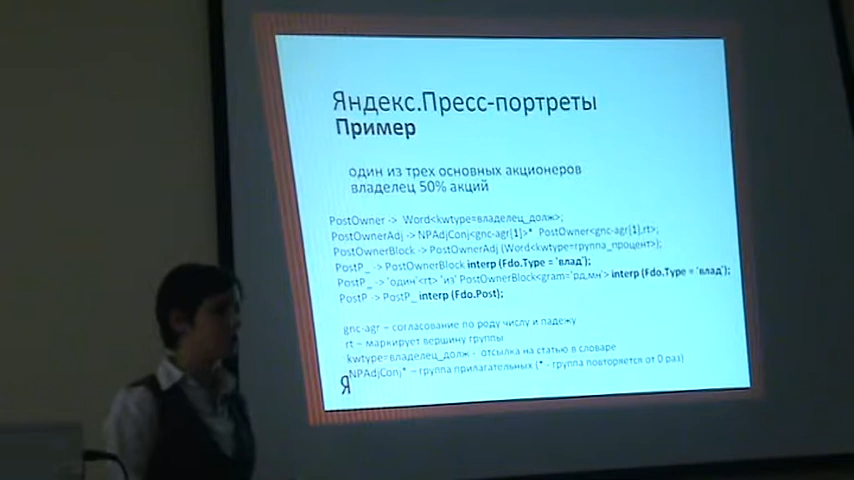 Яндекс.Пресс-портреты
Пример
один из трех основных акционеров
владелец 50% акций
PostOwner -> Word<kwtype=владелец_долж>;
PostOwnerAdj -> NPAdjConj<gnc-agr[1]>* PostOwner<gnc-agr[1],rt>;
PostOwnerBlock -> PostOwnerAdj (Word<kwtype=группа_процент>);
PostP_ -> PostOwnerBlock interp (Fdo.Type = 'влад');
PostP_ -> 'один'<rt> 'из' PostOwnerBlock<gram='рд,мн'> interp (Fdo.Type = 'влад');
PostP -> PostP_ interp (Fdo.Post);
gnc-agr – согласование по роду числу и падежу
rt – маркирует вершину группы
kwtype=владелец_долж - отсылка на статью в словаре
NPAdjConj* – группа прилагательных (* - группа повторяется от 0 раз)
Я